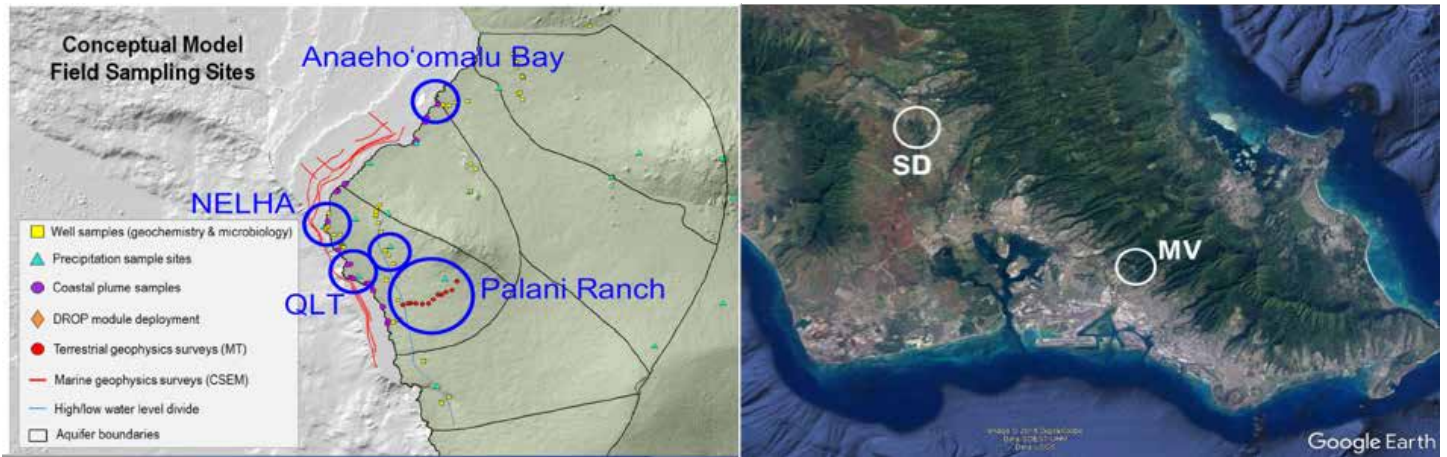 Conceptual Model
Field Sampling Sites
Anaehoʻomalu Bay
NELHA
QLT
Palani Ranch
Well samples (geochemistry & microbiology)
Precipitation sample sites
Coastal plume samples
DROP module deployment
Terrestrial geophysics surveys (MT)
Marine geophysics surveys (CSEM)
High/low water level divide
Aquifer boundaries
SD
MV
Google Earth